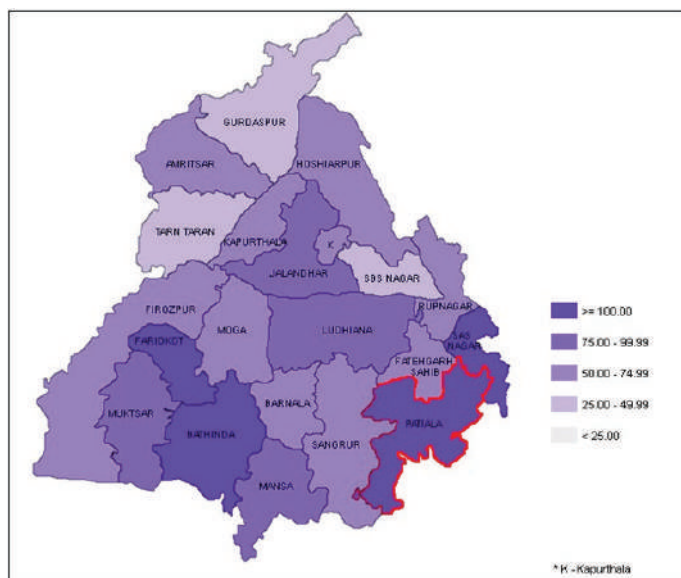 GURDASPUR
AMRITSAR
HOSHIARPUR
TARN TARAN
KAPURTHALA
K
JALANDHAR
SBS NAGAR
RUPNAGAR
FIROZPUR
MOGA
LUDHIANA
SAS
NAGAR
FARIDKOT
FATEHGARH
SAHIB
MUKTSAR
BARNALA
BATHINDA
SANGRUR
PATIALA
MANSA
>= 100.00
75.00 - 99.99
50.00 - 74.99
25.00 - 49.99
< 25.00
* K - Kapurthala